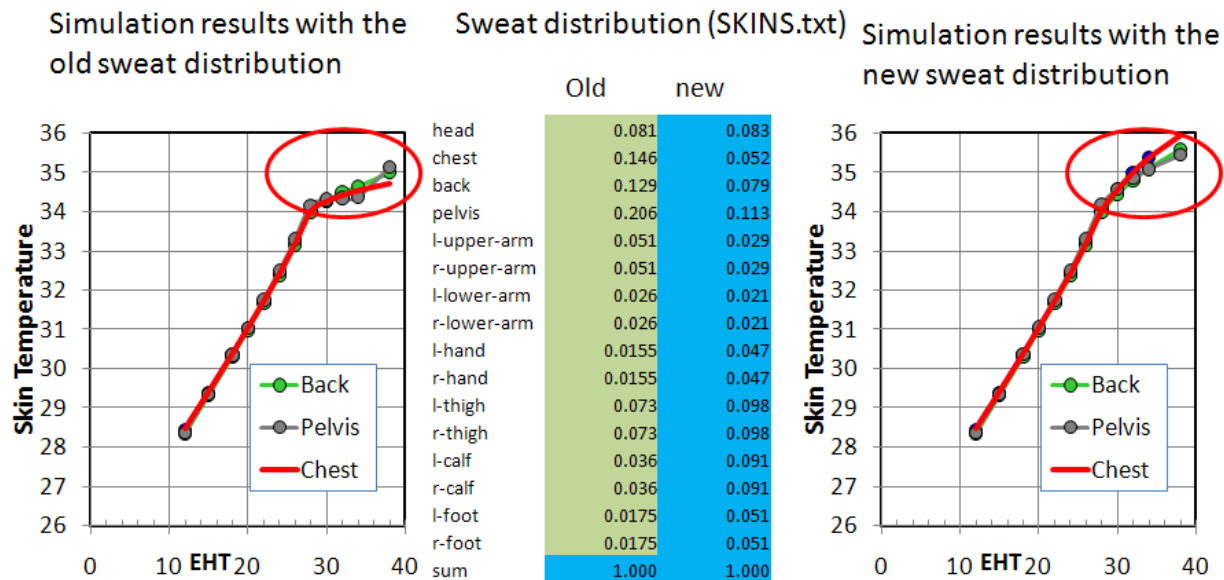 Simulation results with the
old sweat distribution
Sweat distribution (SKINS.txt)
Simulation results with the
new sweat distribution
Old new
head 0.081 0.083
chest 0.146 0.052
back 0.129 0.079
pelvis 0.206 0.113
l-upper-arm 0.051 0.029
r-upper-arm 0.051 0.029
l-lower-arm 0.026 0.021
r-lower-arm 0.026 0.021
l-hand 0.0155 0.047
r-hand 0.0155 0.047
l-thigh 0.073 0.098
r-thigh 0.073 0.098
l-calf 0.036 0.091
r-calf 0.036 0.091
l-foot 0.0175 0.051
r-foot 0.0175 0.051
sum 1.000 1.000
Skin Temperature
36
35
34
33
32
31
30
29
28
27
26
0 10 EHT 20 30 40
Back
Pelvis
Chest
Skin Temperature
36
35
34
33
32
31
30
29
28
27
26
0 10 EHT 20 30 40
Back
Pelvis
Chest